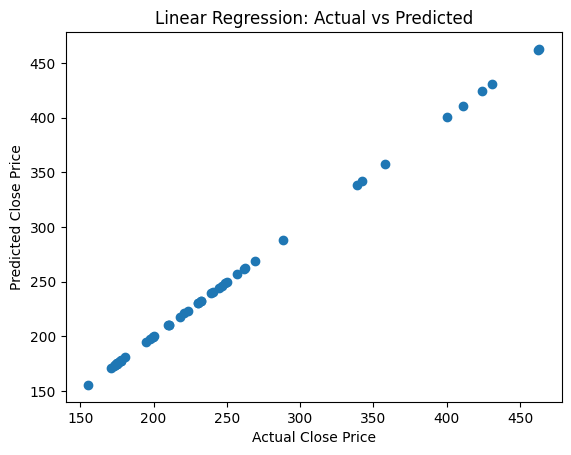 Linear Regression: Actual vs Predicted
450
400
350
300
250
200
150
Predicted Close Price
150 200 250 300 350 400 450
Actual Close Price